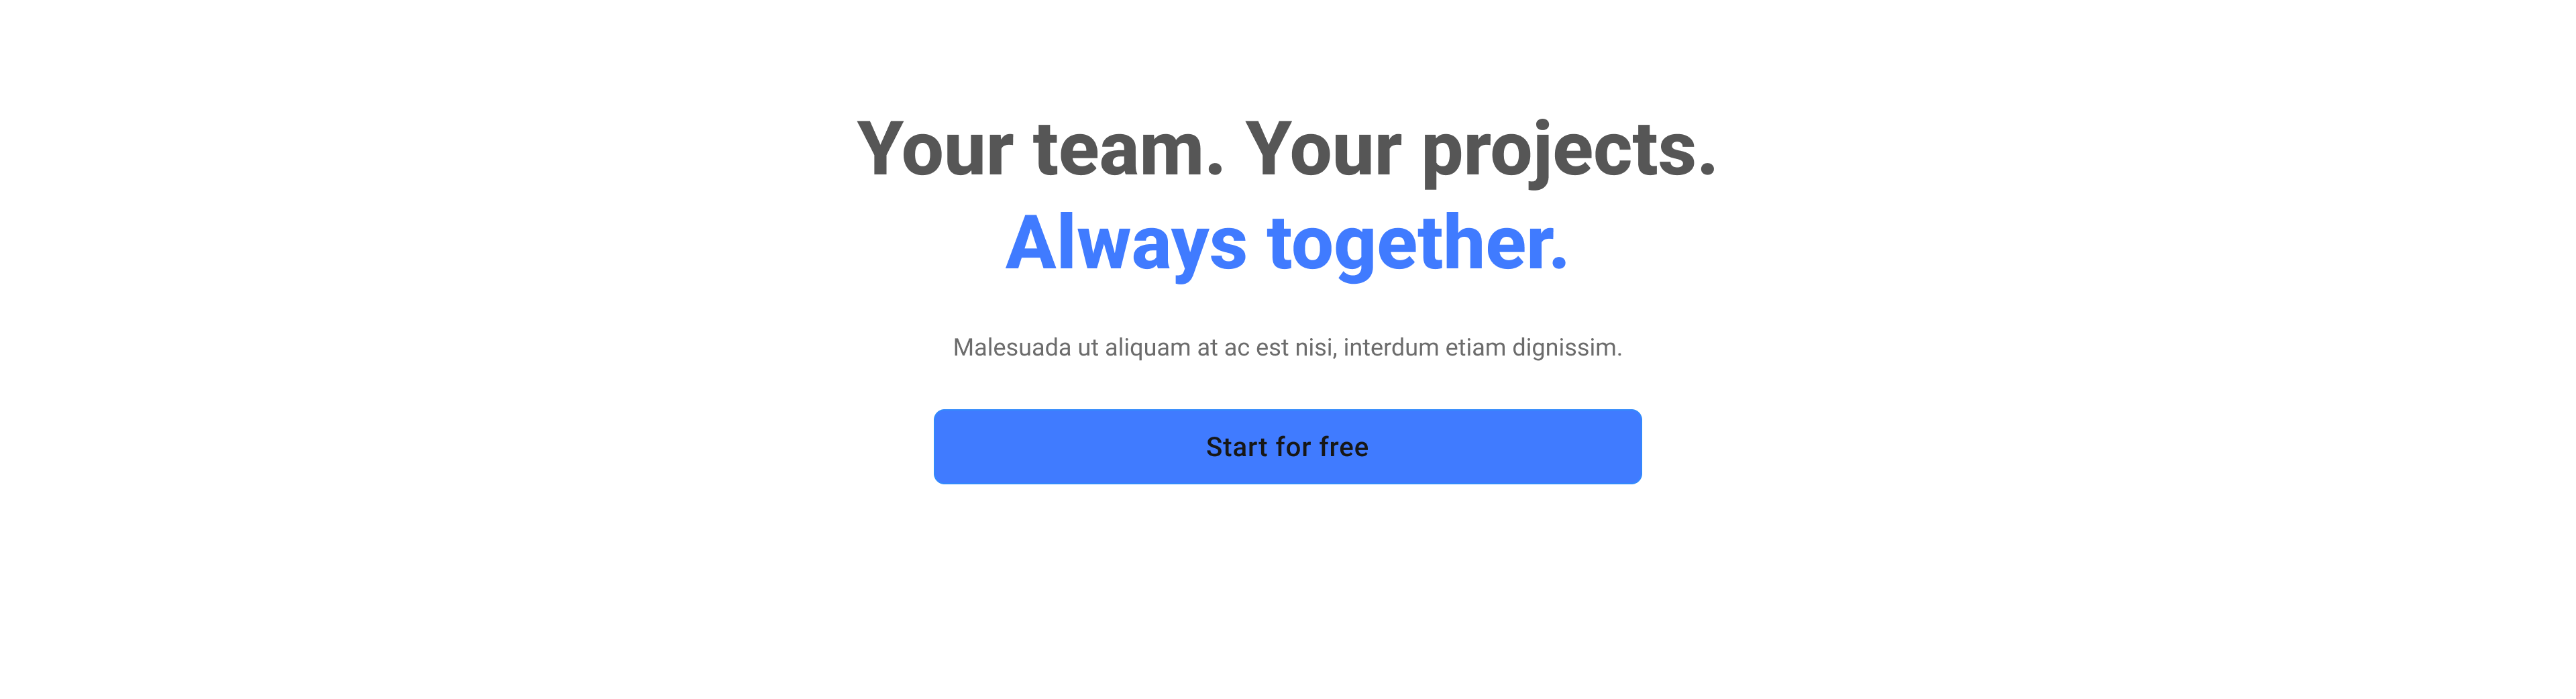 Your team. Your projects.
Always together.
Malesuada ut aliquam at ac est nisi, interdum etiam dignissim.
Start for free